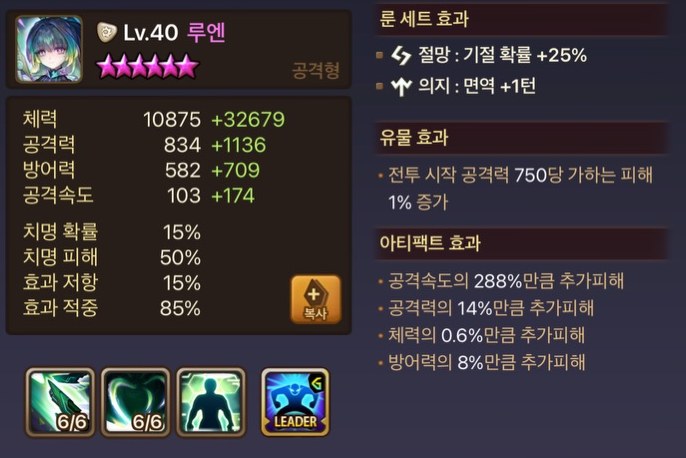 Lv.40 루엔
공격형
체력 10875 +32679
공격력 834 +1136
방어력 582 +709
공격속도 103 +174
치명 확률 15%
치명 피해 50%
효과 저항 15%
효과 적중 85%
복사
6/6
6/6
G
LEADER
룬 세트 효과
절망 : 기절 확률 +25%
의지 : 면역 +1턴
유물 효과
• 전투 시작 공격력 750당 가하는 피해
1% 증가
아티팩트 효과
• 공격속도의 288%만큼 추가피해
• 공격력의 14%만큼 추가피해
• 체력의 0.6%만큼 추가피해
• 방어력의 8%만큼 추가피해